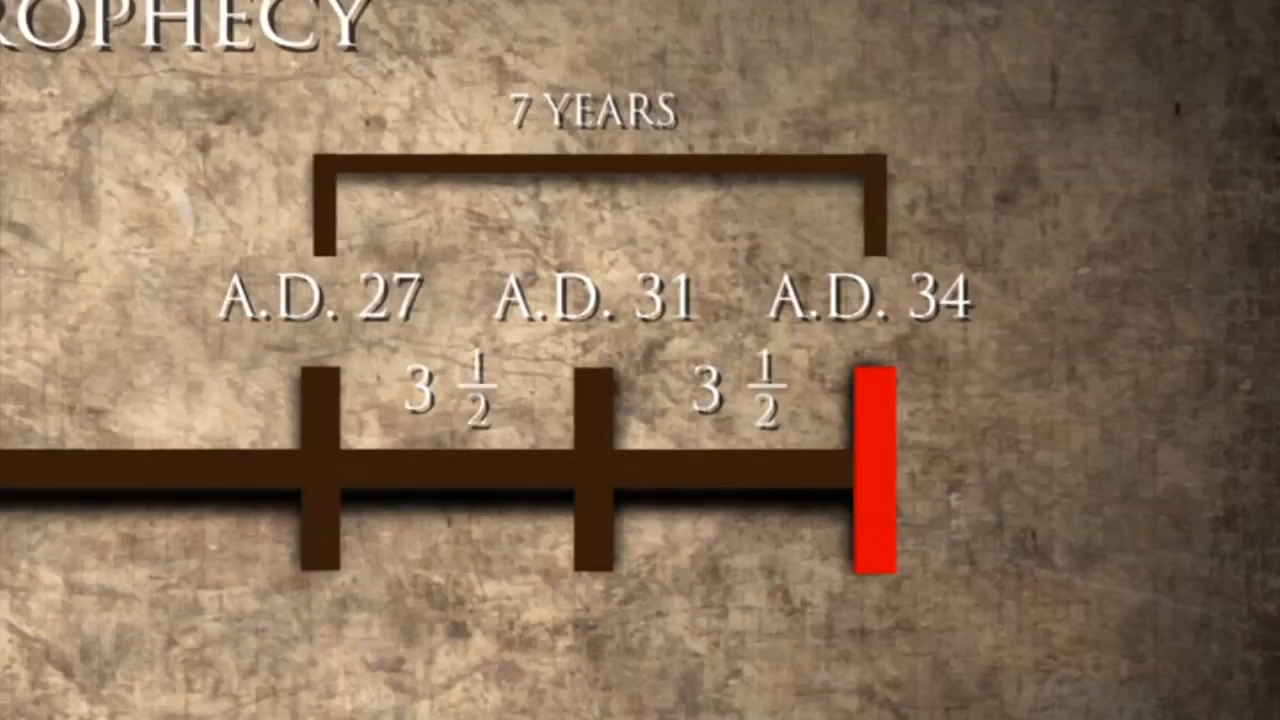 ROPHECY
7 YEARS
A.D. 27 A.D. 31 A.D. 34
3 1/2 3 1/2